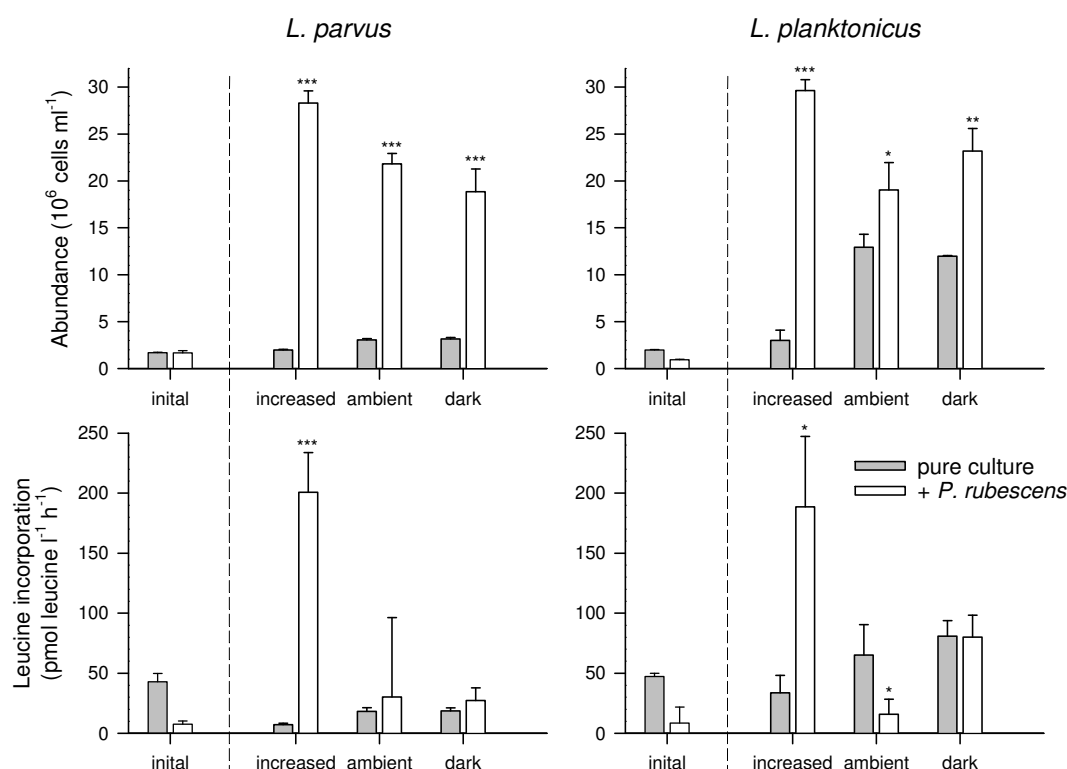 L. parvus
L. planktonicus
Abundance (10⁶ cells ml⁻¹)
30
25
20
15
10
5
0
***
***
***
inital
increased
ambient
dark
30
25
20
15
10
5
0
***
*
**
inital
increased
ambient
dark
Leucine incorporation
(pmol leucine l⁻¹ h⁻¹)
250
200
150
100
50
0
***
inital
increased
ambient
dark
250
200
150
100
50
0
*
*
pure culture
+ P. rubescens
inital
increased
ambient
dark